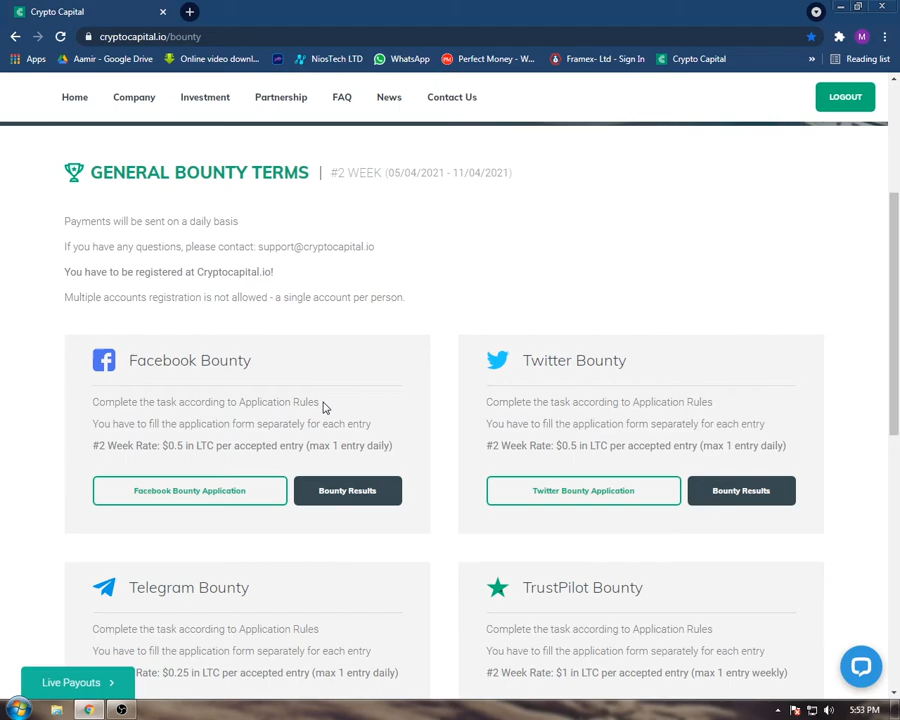 Crypto Capital
cryptocapital.io/bounty
M
Apps
Aamir - Google Drive
Online video downl...
NiosTech LTD
WhatsApp
Perfect Money - W...
Framex- Ltd - Sign In
Crypto Capital
»
Reading list
Home
Company
Investment
Partnership
FAQ
News
Contact Us
LOGOUT
GENERAL BOUNTY TERMS | #2 WEEK (05/04/2021 - 11/04/2021)
Payments will be sent on a daily basis
If you have any questions, please contact: support@cryptocapital.io
You have to be registered at Cryptocapital.io!
Multiple accounts registration is not allowed - a single account per person.
Facebook Bounty
Complete the task according to Application Rules
You have to fill the application form separately for each entry
#2 Week Rate: $0.5 in LTC per accepted entry (max 1 entry daily)
Facebook Bounty Application
Bounty Results
Twitter Bounty
Complete the task according to Application Rules
You have to fill the application form separately for each entry
#2 Week Rate: $0.5 in LTC per accepted entry (max 1 entry daily)
Twitter Bounty Application
Bounty Results
Telegram Bounty
Complete the task according to Application Rules
You have to fill the application form separately for each entry
Rate: $0.25 in LTC per accepted entry (max 1 entry daily)
TrustPilot Bounty
Complete the task according to Application Rules
You have to fill the application form separately for each entry
#2 Week Rate: $1 in LTC per accepted entry (max 1 entry weekly)
Live Payouts
5:53 PM